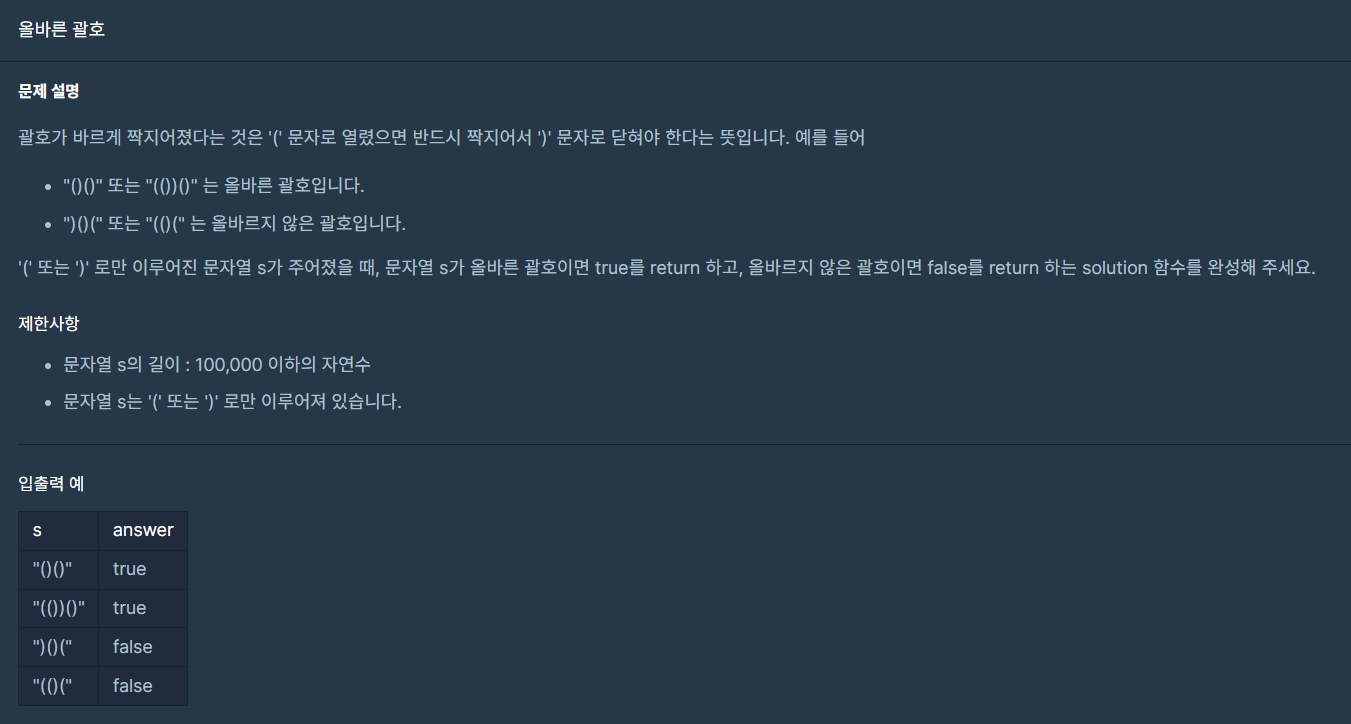 올바른 괄호
문제 설명
괄호가 바르게 짝지어졌다는 것은 '(' 문자로 열렸으면 반드시 짝지어서 ')' 문자로 닫혀야 한다는 뜻입니다. 예를 들어
"()()" 또는 "(())()" 는 올바른 괄호입니다.
")()(" 또는 "(()(" 는 올바르지 않은 괄호입니다.
'(' 또는 ')' 로만 이루어진 문자열 s가 주어졌을 때, 문자열 s가 올바른 괄호이면 true를 return 하고, 올바르지 않은 괄호이면 false를 return 하는 solution 함수를 완성해 주세요.
제한사항
문자열 s의 길이 : 100,000 이하의 자연수
문자열 s는 '(' 또는 ')' 로만 이루어져 있습니다.
입출력 예
s answer
"()()" true
"(())()" true
")()(" false
"(()(" false